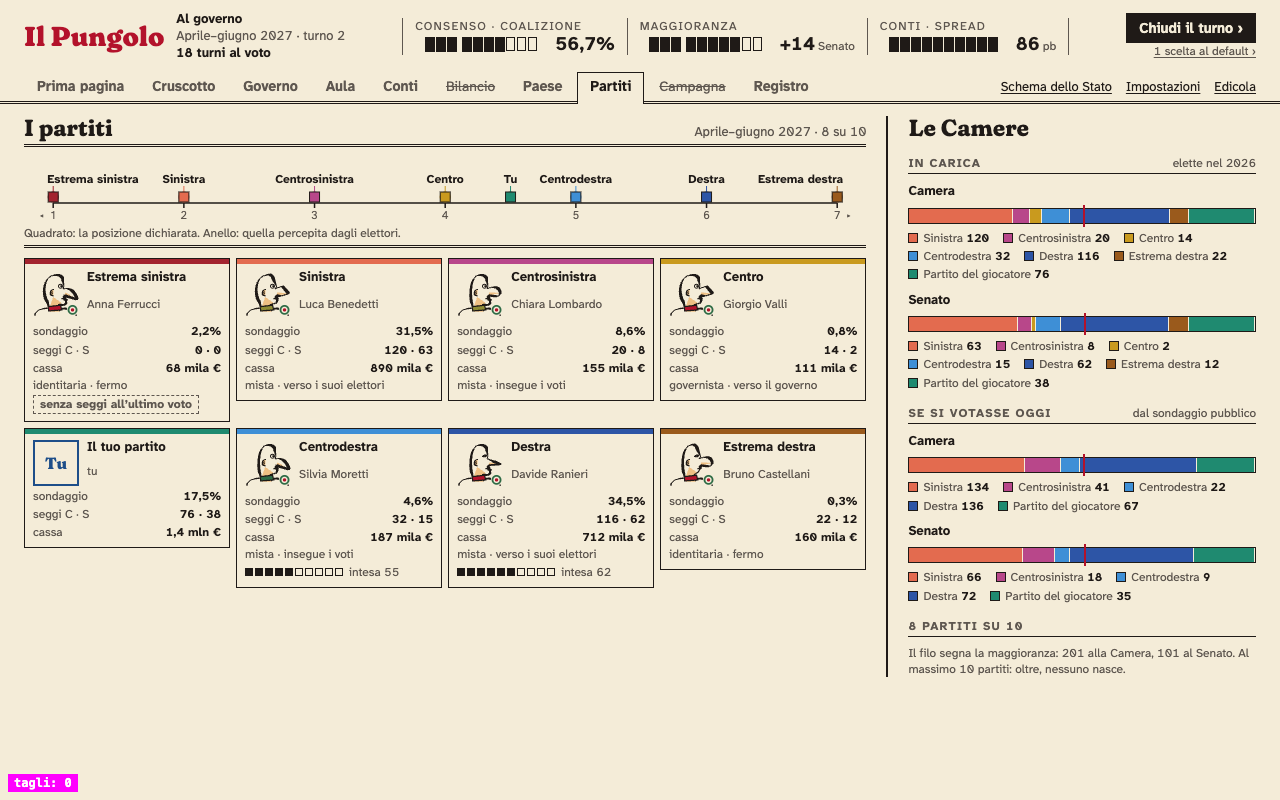 Il Pungolo
Al governo
Aprile–giugno 2027 · turno 2
18 turni al voto
CONSENSO · COALIZIONE
56,7%
MAGGIORANZA
+14 Senato
CONTI · SPREAD
86 pb
Chiudi il turno ›
1 scelta al default ›
Prima pagina Cruscotto Governo Aula Conti Bilancio Paese Partiti Campagna Registro
Schema dello Stato Impostazioni Edicola
I partiti
Aprile–giugno 2027 · 8 su 10
Estrema sinistra Sinistra Centrosinistra Centro Tu Centrodestra Destra Estrema destra
◂ 1 2 3 4 5 6 7 ▸
Quadrato: la posizione dichiarata. Anello: quella percepita dagli elettori.
Estrema sinistra
Anna Ferrucci
sondaggio 2,2%
seggi C · S 0 · 0
cassa 68 mila €
identitaria · fermo
senza seggi all’ultimo voto
Sinistra
Luca Benedetti
sondaggio 31,5%
seggi C · S 120 · 63
cassa 890 mila €
mista · verso i suoi elettori
Centrosinistra
Chiara Lombardo
sondaggio 8,6%
seggi C · S 20 · 8
cassa 155 mila €
mista · insegue i voti
Centro
Giorgio Valli
sondaggio 0,8%
seggi C · S 14 · 2
cassa 111 mila €
governista · verso il governo
Tu
Il tuo partito
tu
sondaggio 17,5%
seggi C · S 76 · 38
cassa 1,4 mln €
Centrodestra
Silvia Moretti
sondaggio 4,6%
seggi C · S 32 · 15
cassa 187 mila €
mista · insegue i voti
intesa 55
Destra
Davide Ranieri
sondaggio 34,5%
seggi C · S 116 · 62
cassa 712 mila €
mista · verso i suoi elettori
intesa 62
Estrema destra
Bruno Castellani
sondaggio 0,3%
seggi C · S 22 · 12
cassa 160 mila €
identitaria · fermo
Le Camere
IN CARICA elette nel 2026
Camera
Sinistra 120 Centrosinistra 20 Centro 14
Centrodestra 32 Destra 116 Estrema destra 22
Partito del giocatore 76
Senato
Sinistra 63 Centrosinistra 8 Centro 2
Centrodestra 15 Destra 62 Estrema destra 12
Partito del giocatore 38
SE SI VOTASSE OGGI dal sondaggio pubblico
Camera
Sinistra 134 Centrosinistra 41 Centrodestra 22
Destra 136 Partito del giocatore 67
Senato
Sinistra 66 Centrosinistra 18 Centrodestra 9
Destra 72 Partito del giocatore 35
8 PARTITI SU 10
Il filo segna la maggioranza: 201 alla Camera, 101 al Senato. Al
massimo 10 partiti: oltre, nessuno nasce.
tagli: 0